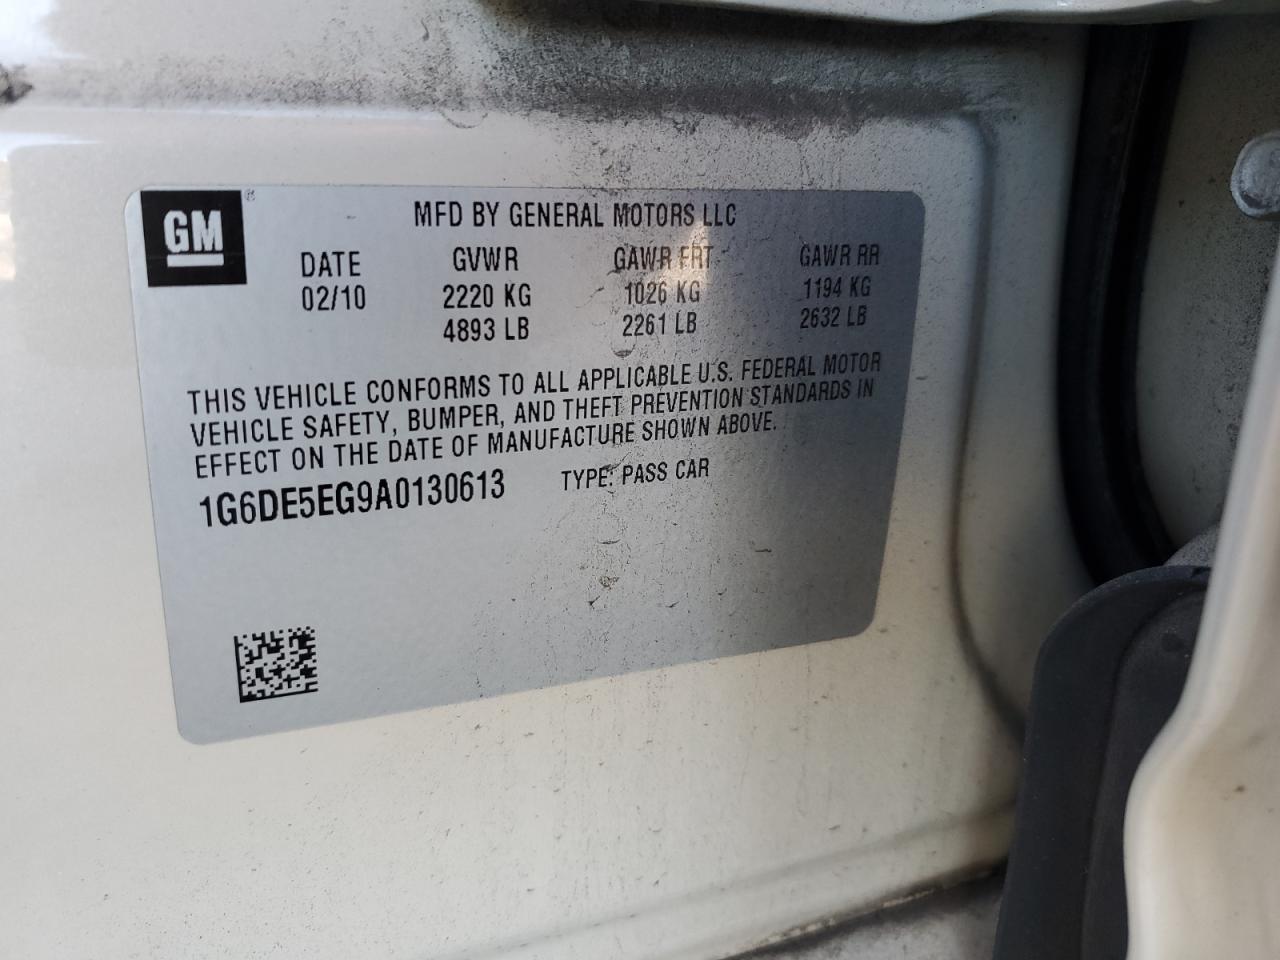 GM ®
MFD BY GENERAL MOTORS LLC
DATE GVWR GAWR FRT GAWR RR
02/10 2220 KG 1026 KG 1194 KG
4893 LB 2261 LB 2632 LB
THIS VEHICLE CONFORMS TO ALL APPLICABLE U.S. FEDERAL MOTOR
VEHICLE SAFETY, BUMPER, AND THEFT PREVENTION STANDARDS IN
EFFECT ON THE DATE OF MANUFACTURE SHOWN ABOVE.
1G6DE5EG9A0130613 TYPE: PASS CAR